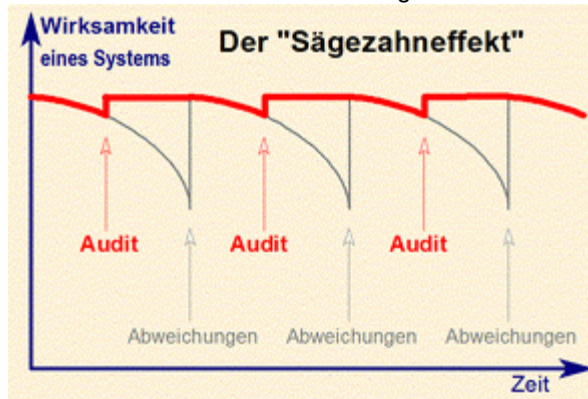 Wirksamkeit
eines Systems
Der "Sägezahneffekt"
Audit
Audit
Audit
Abweichungen
Abweichungen
Abweichungen
Zeit